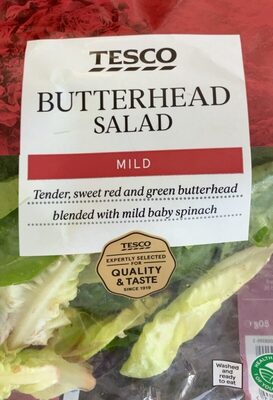 TESCO
BUTTERHEAD
SALAD
MILD
Tender, sweet red and green butterhead
blended with mild baby spinach
TESCO
EXPERTLY SELECTED
FOR
QUALITY
& TASTE
SINCE 1919
Washed
and ready
to eat